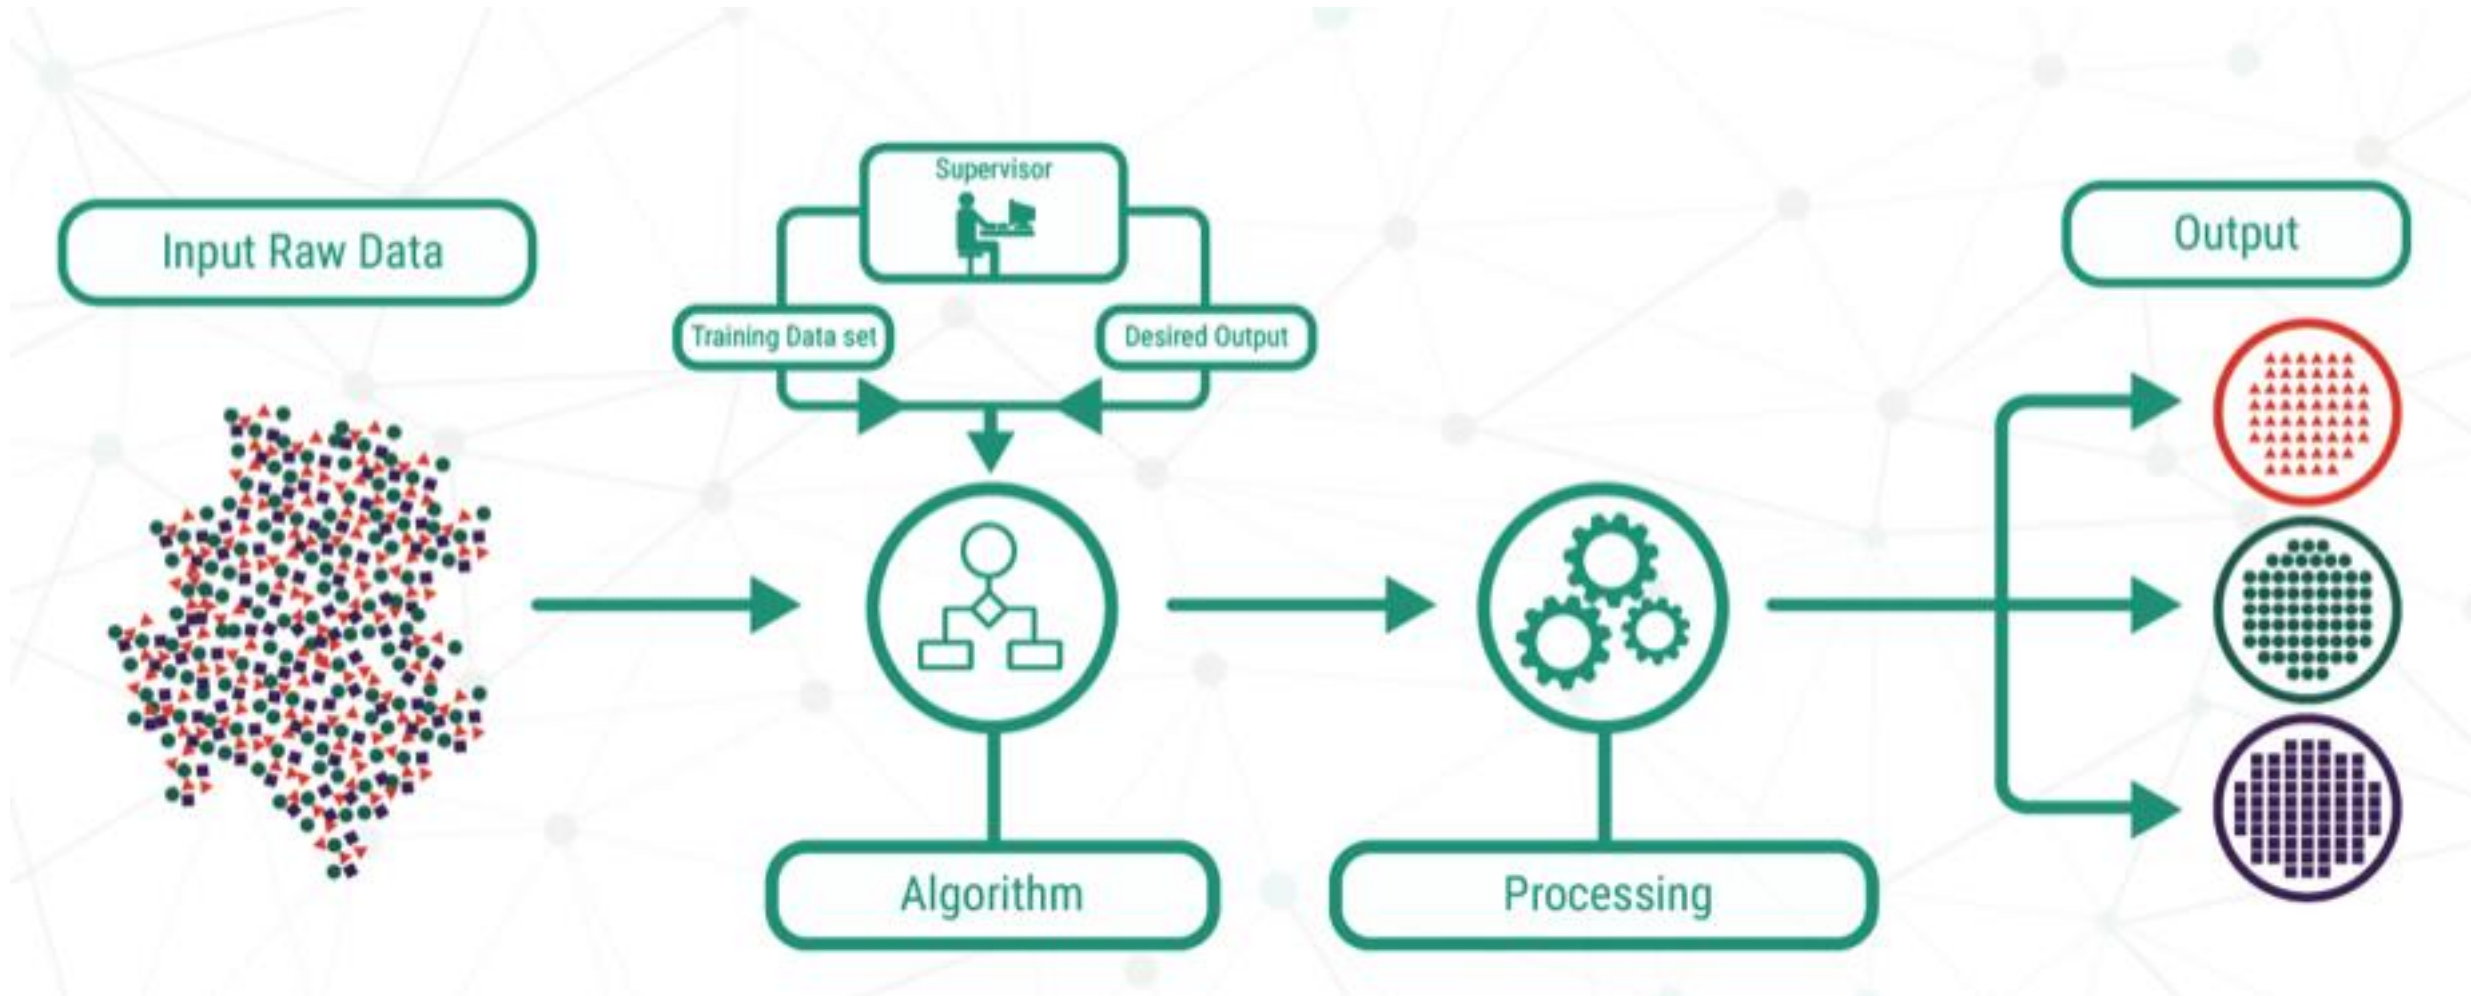 Input Raw Data
Supervisor
Training Data set
Desired Output
Algorithm
Processing
Output